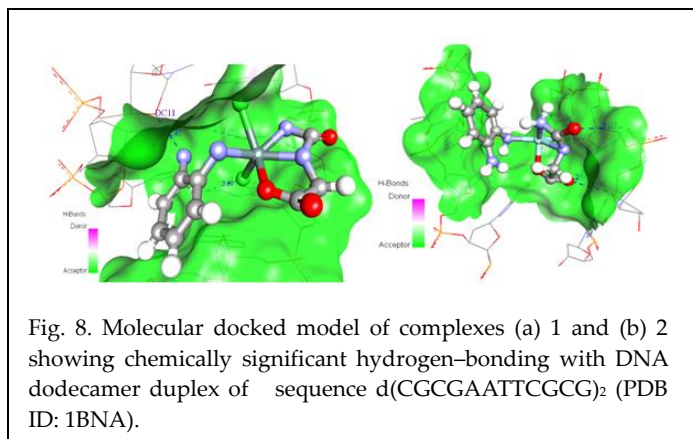 DC11
H-Bonds
Donor
Acceptor
H-Bonds
Donor
Acceptor
Fig. 8. Molecular docked model of complexes (a) 1 and (b) 2
showing chemically significant hydrogen–bonding with DNA
dodecamer duplex of sequence d(CGCGAATTCGCG)₂ (PDB
ID: 1BNA).